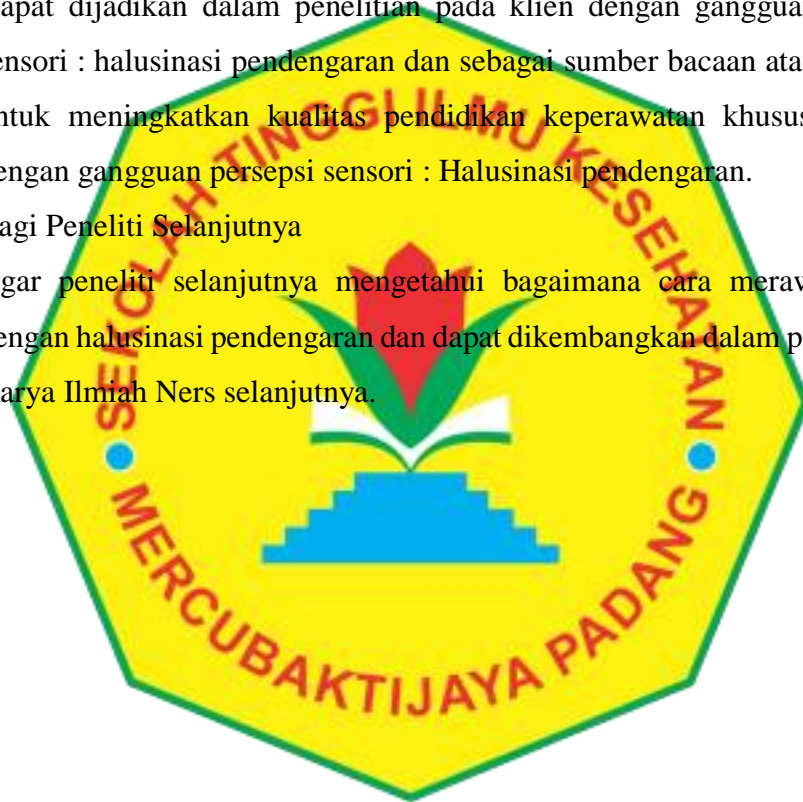 apat dijadikan dalam penelitian pada klien dengan ganggua
ensori : halusinasi pendengaran dan sebagai sumber bacaan ata
ntuk meningkatkan kualitas pendidikan keperawatan khusus
engan gangguan persepsi sensori : Halusinasi pendengaran.
agi Peneliti Selanjutnya
gar peneliti selanjutnya mengetahui bagaimana cara meraw
engan halusinasi pendengaran dan dapat dikembangkan dalam p
arya Ilmiah Ners selanjutnya.
SEKOLAH TINGGI ILMU KESEHATAN
MERCUBAKTIJAYA PADANG